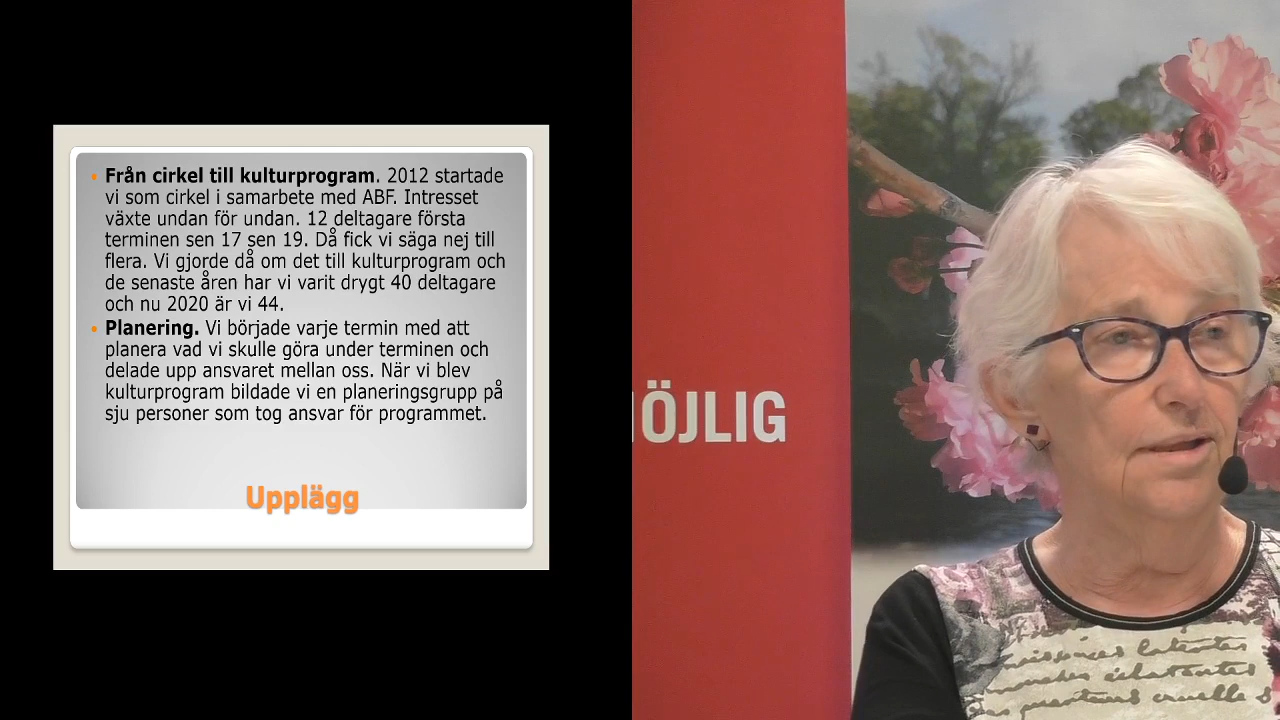 Från cirkel till kulturprogram. 2012 startade
vi som cirkel i samarbete med ABF. Intresset
växte undan för undan. 12 deltagare första
terminen sen 17 sen 19. Då fick vi säga nej till
flera. Vi gjorde då om det till kulturprogram och
de senaste åren har vi varit drygt 40 deltagare
och nu 2020 är vi 44.
Planering. Vi började varje termin med att
planera vad vi skulle göra under terminen och
delade upp ansvaret mellan oss. När vi blev
kulturprogram bildade vi en planeringsgrupp på
sju personer som tog ansvar för programmet.
Upplägg
ÖJLIG
latentes
éclatantes
cruelle s